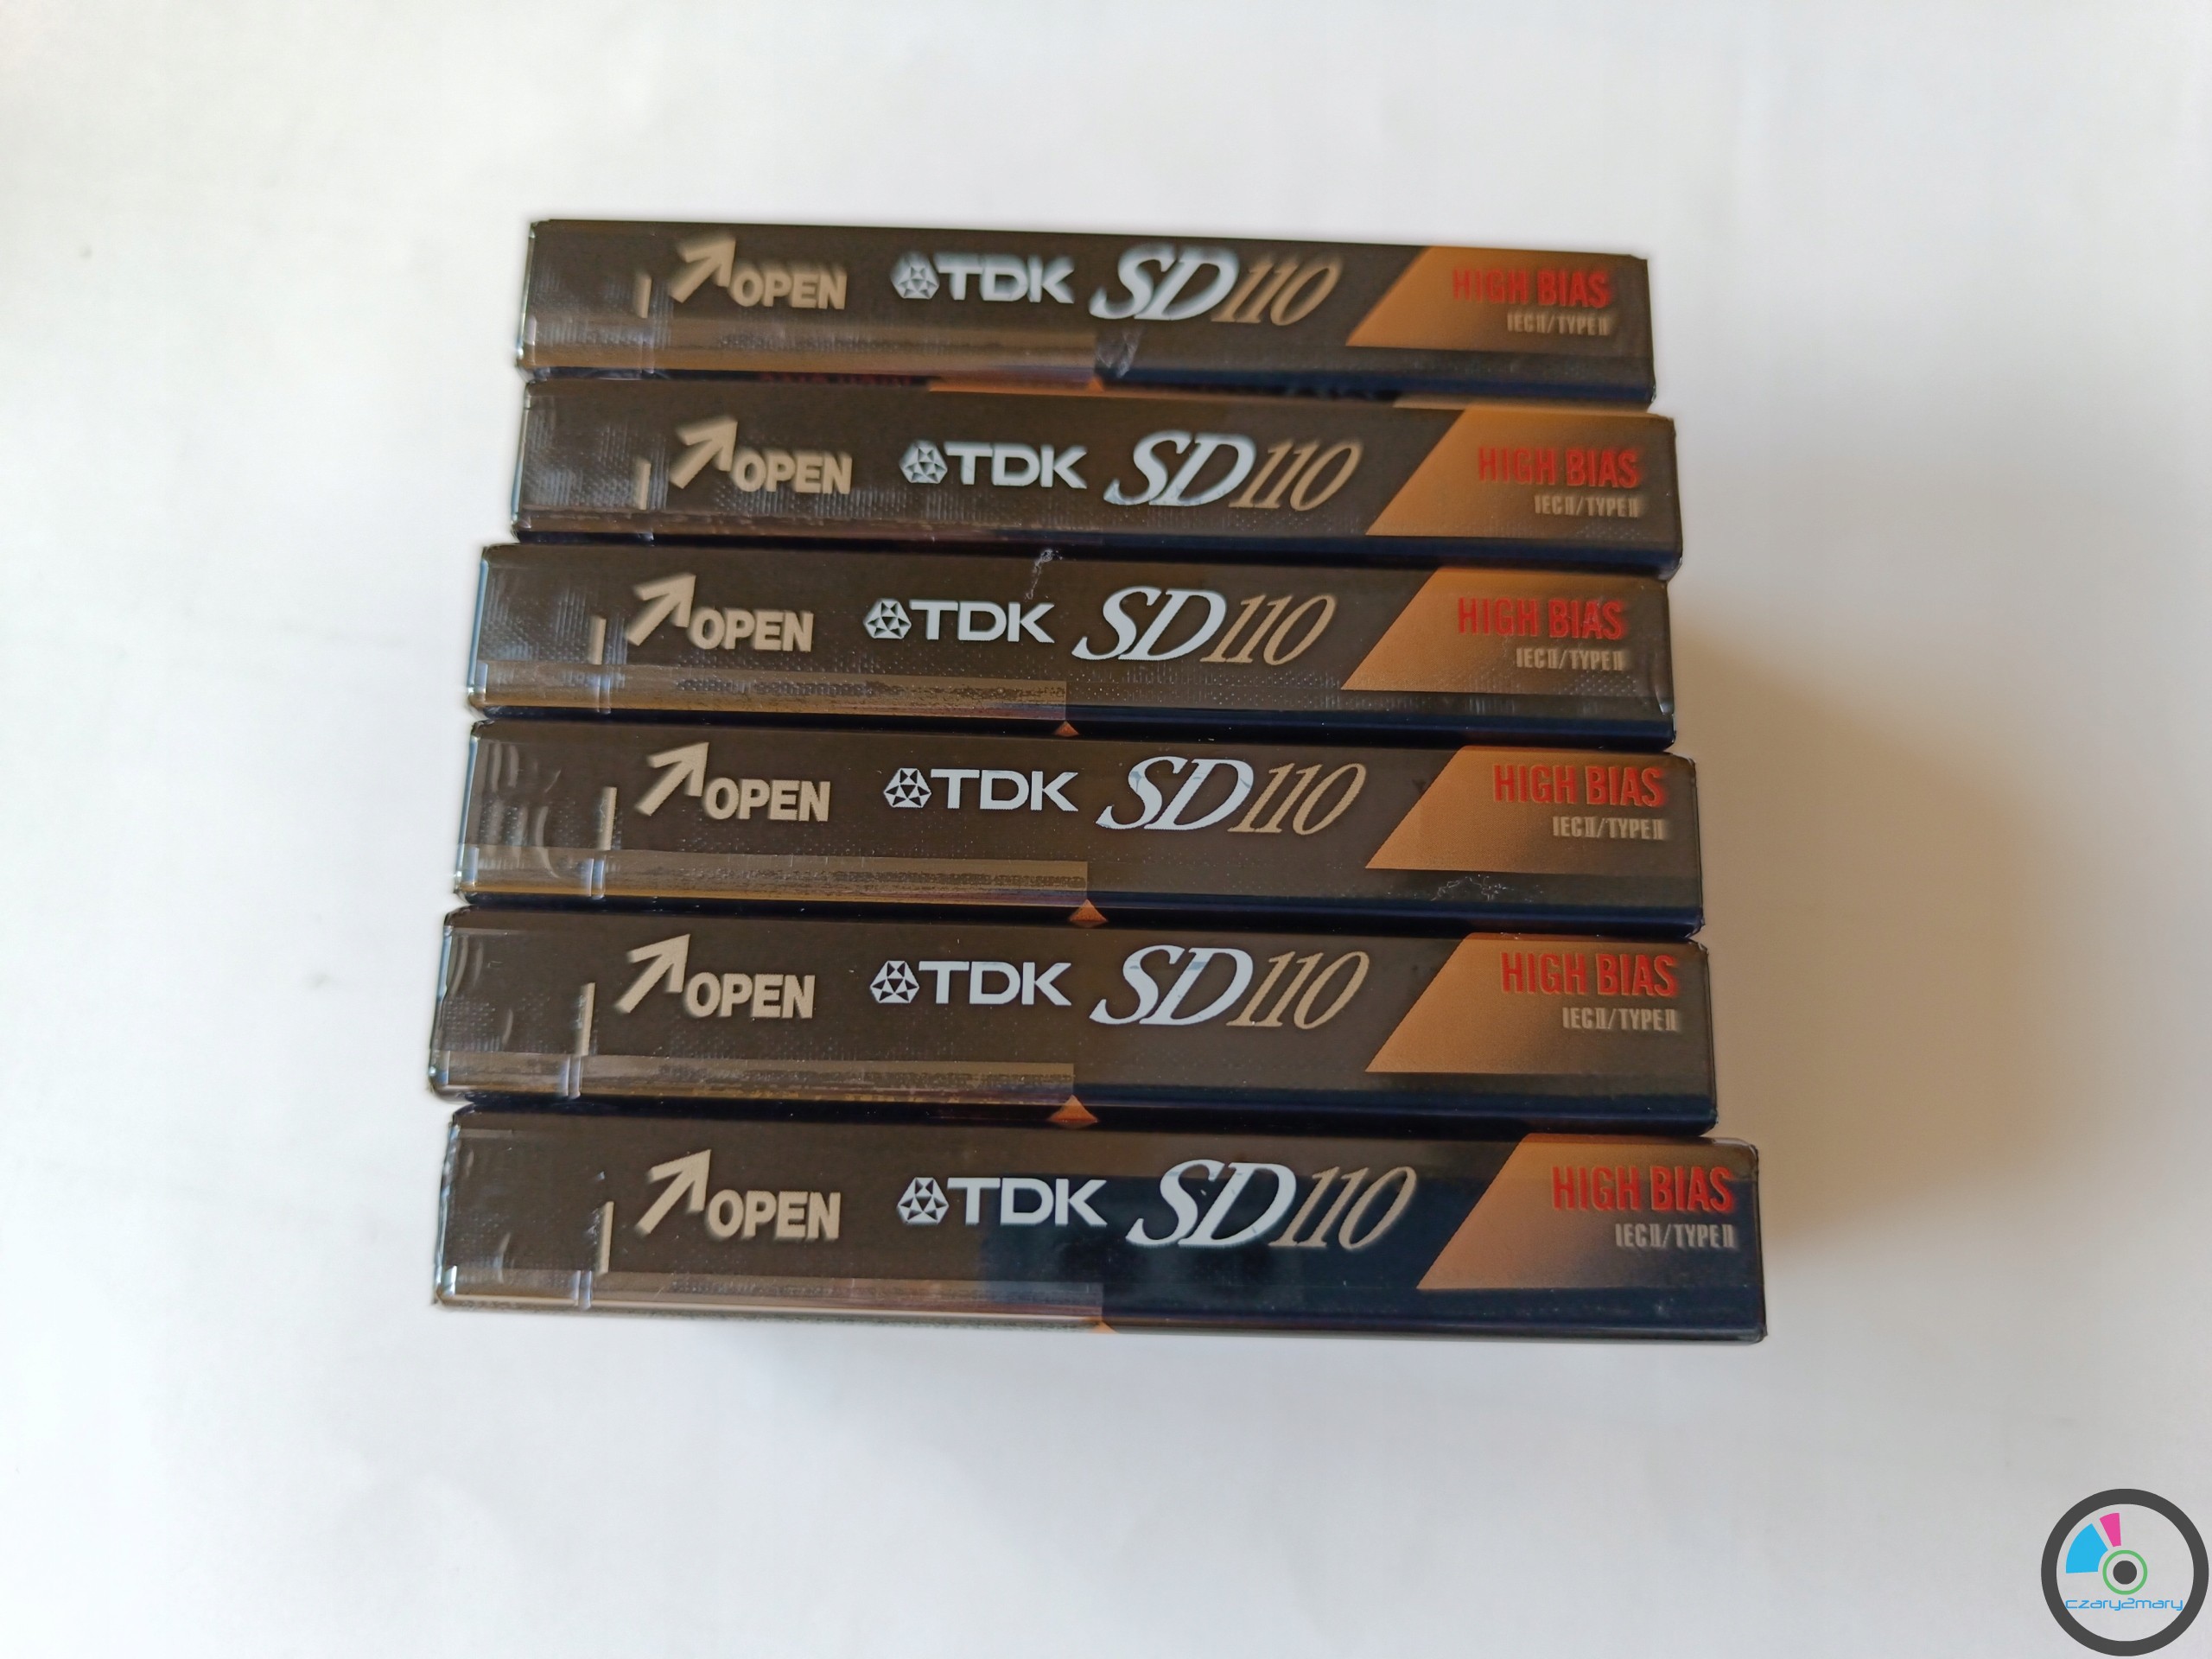 OPEN TDK SD110 HIGH BIAS
IECⅡ/TYPEⅡ
OPEN TDK SD110 HIGH BIAS
IECⅡ/TYPEⅡ
OPEN TDK SD110 HIGH BIAS
IECⅡ/TYPEⅡ
OPEN TDK SD110 HIGH BIAS
IECⅡ/TYPEⅡ
OPEN TDK SD110 HIGH BIAS
IECⅡ/TYPEⅡ
OPEN TDK SD110 HIGH BIAS
IECⅡ/TYPEⅡ
czary2mary